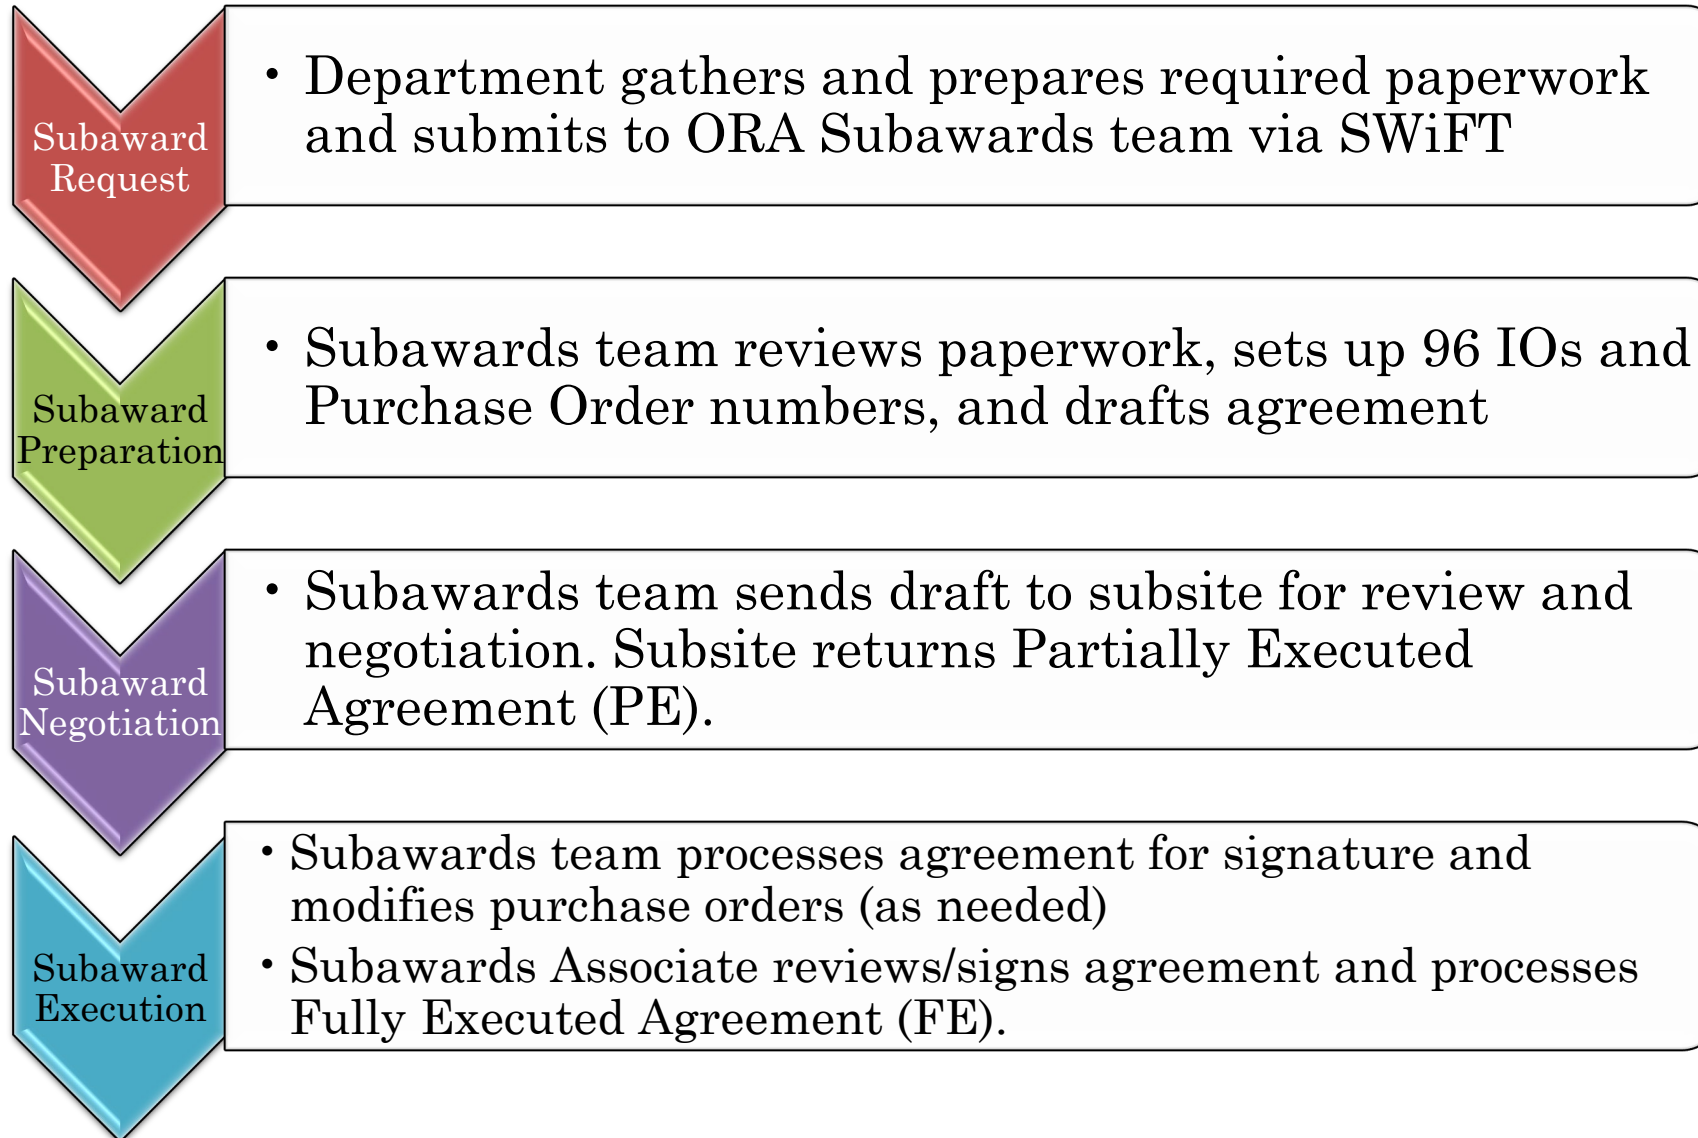 Subaward
Request
• Department gathers and prepares required paperwork
and submits to ORA Subawards team via SWiFT
Subaward
Preparation
• Subawards team reviews paperwork, sets up 96 IOs and
Purchase Order numbers, and drafts agreement
Subaward
Negotiation
• Subawards team sends draft to subsite for review and
negotiation. Subsite returns Partially Executed
Agreement (PE).
Subaward
Execution
• Subawards team processes agreement for signature and
modifies purchase orders (as needed)
• Subawards Associate reviews/signs agreement and processes
Fully Executed Agreement (FE).